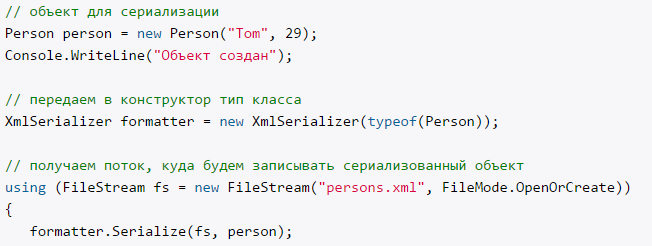 // объект для сериализации
Person person = new Person("Tom", 29);
Console.WriteLine("Объект создан");
// передаем в конструктор тип класса
XmlSerializer formatter = new XmlSerializer(typeof(Person));
// получаем поток, куда будем записывать сериализованный объект
using (FileStream fs = new FileStream("persons.xml", FileMode.OpenOrCreate))
{
formatter.Serialize(fs, person);